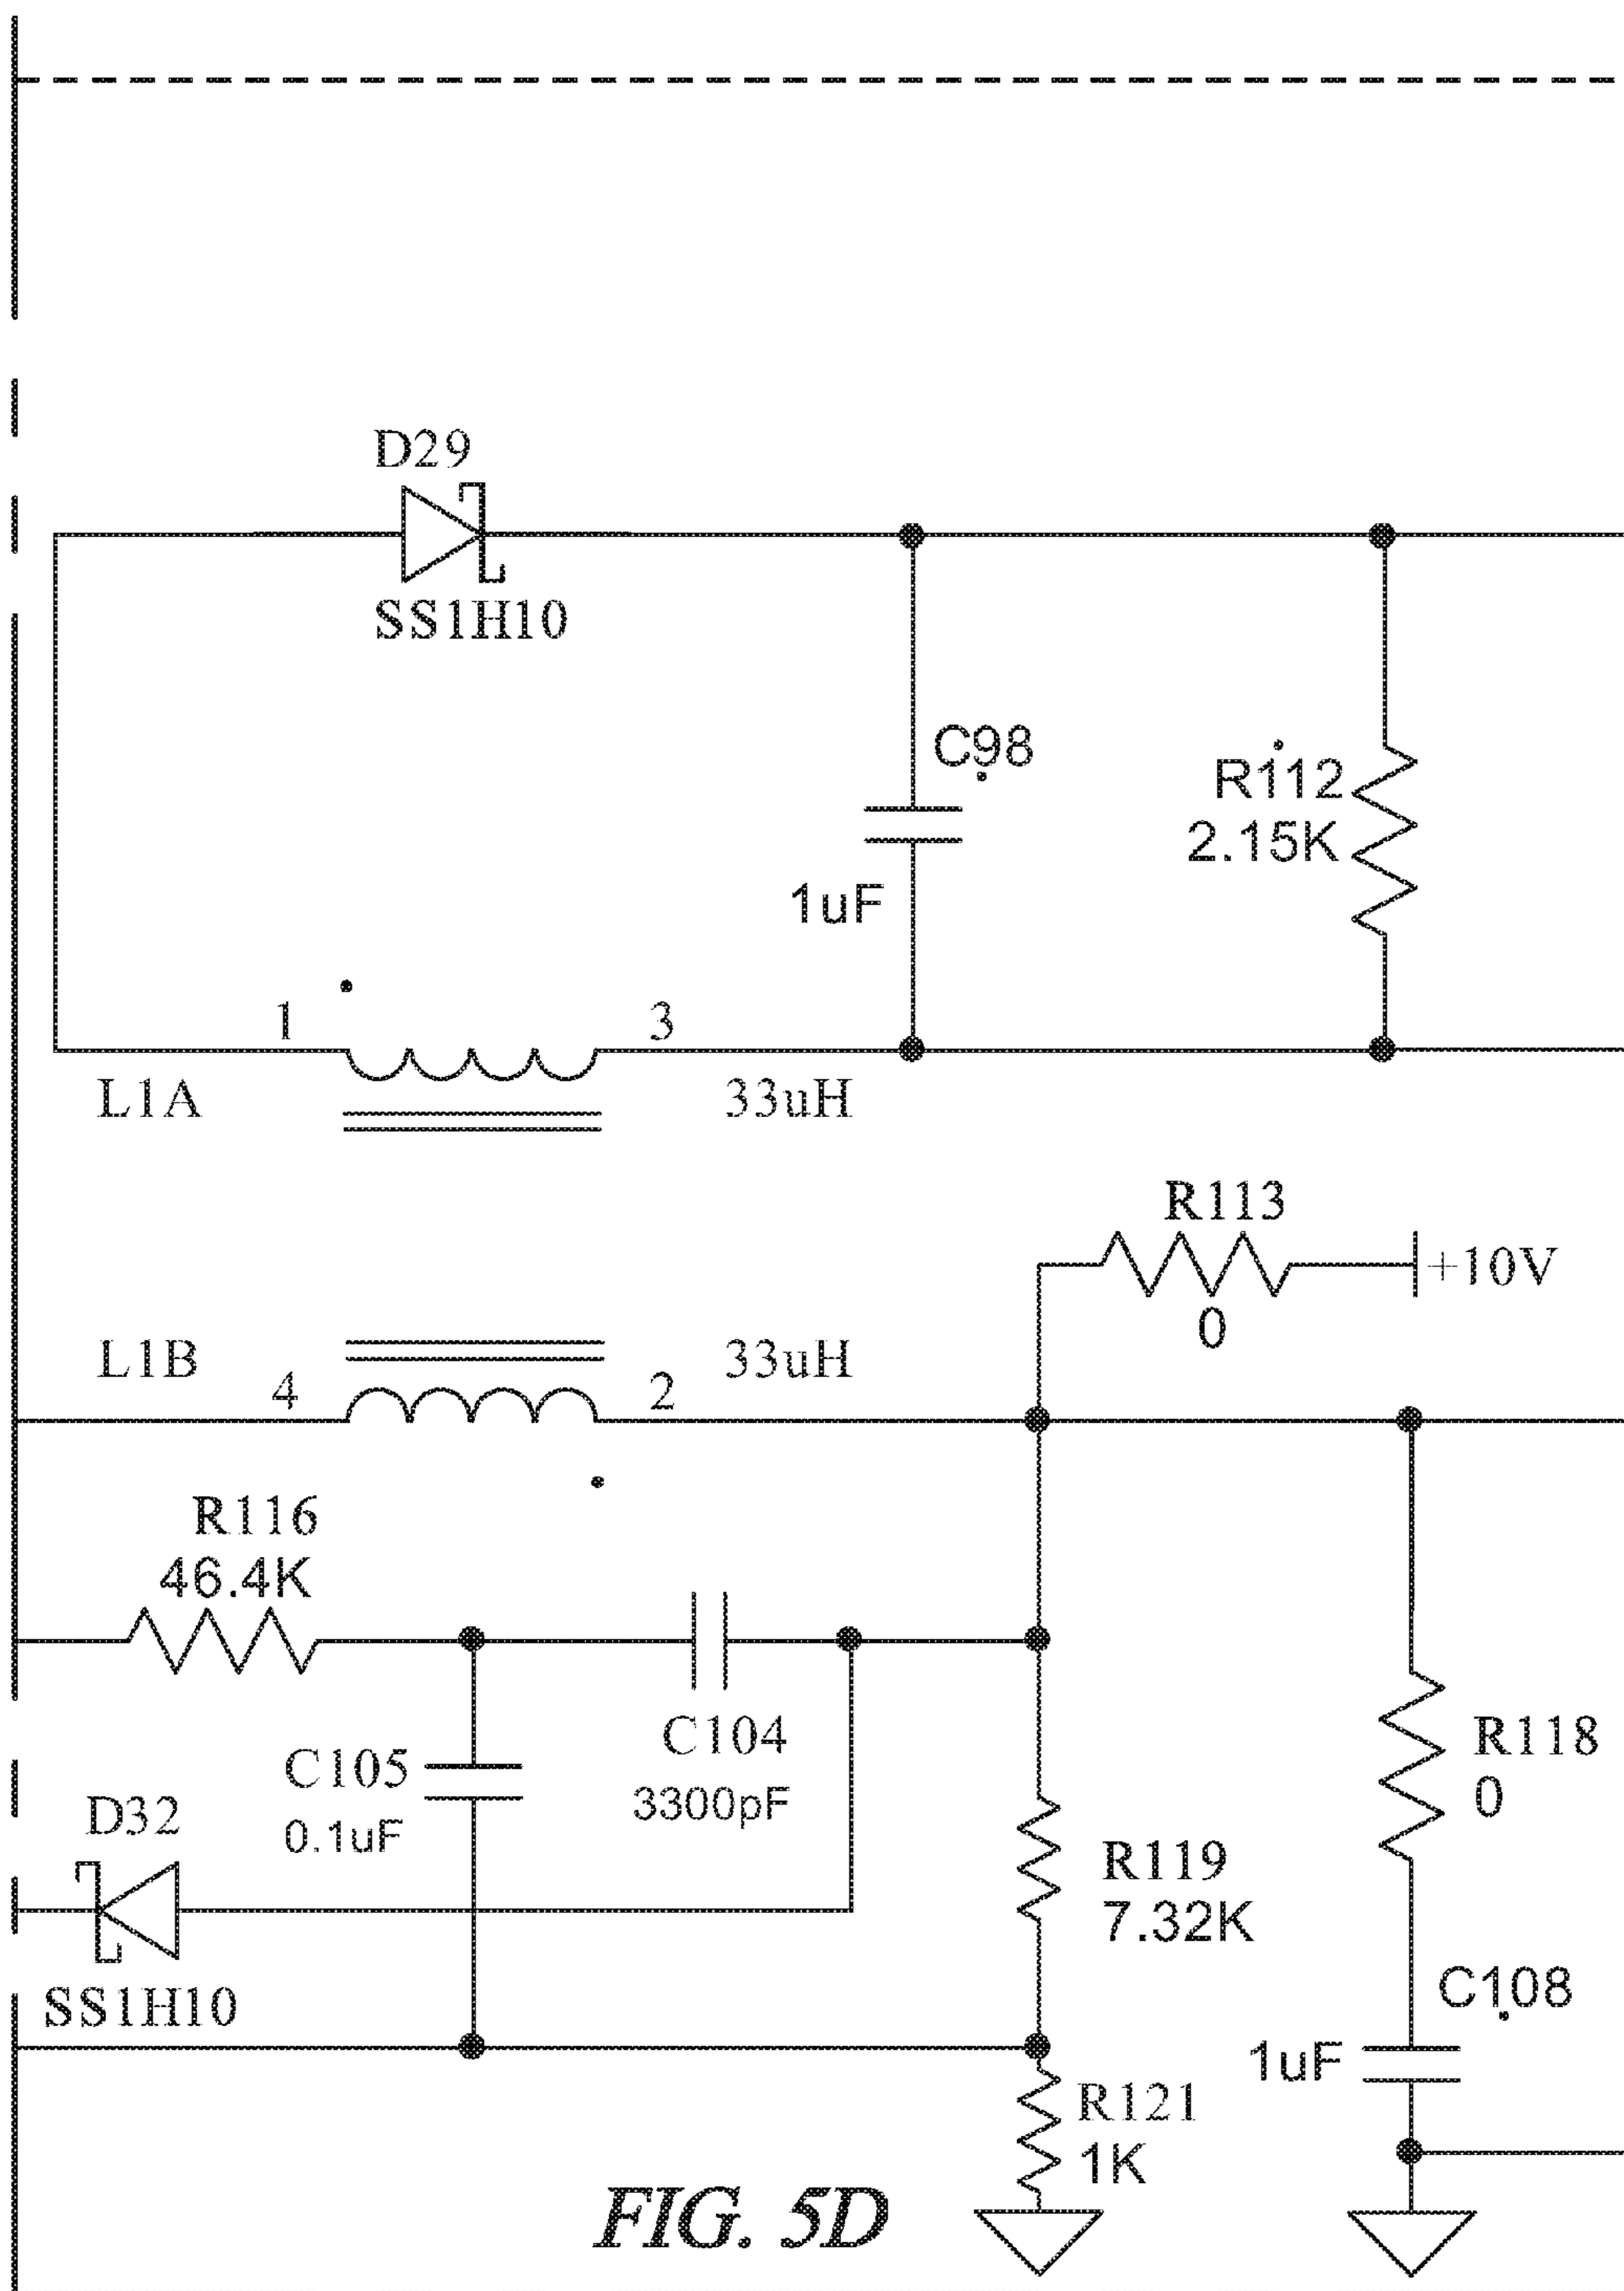 D29
SS1H10
C98
1uF
R112
2.15K
1
3
L1A
33uH
R113
+10V
0
L1B
33uH
4
2
R116
46.4K
C105
0.1uF
C104
3300pF
D32
SS1H10
R118
0
R119
7.32K
C108
1uF
R121
1K
FIG. 5D